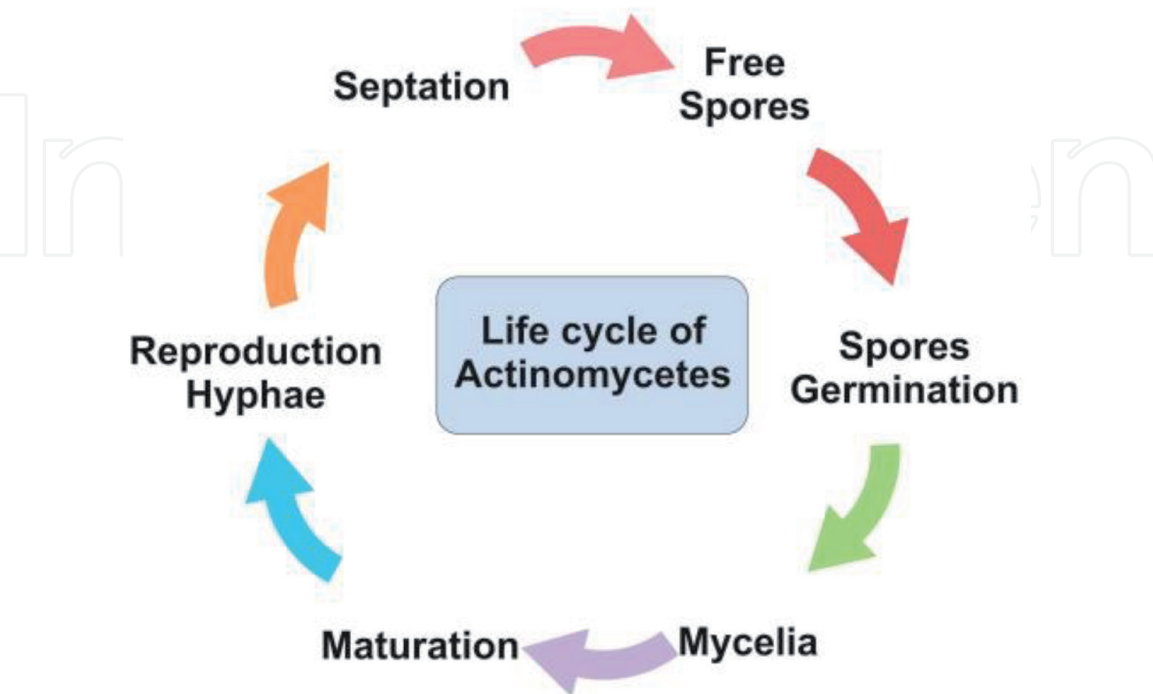 Septation
Free
Spores
Spores
Germination
Mycelia
Maturation
Reproduction
Hyphae
Life cycle of
Actinomycetes